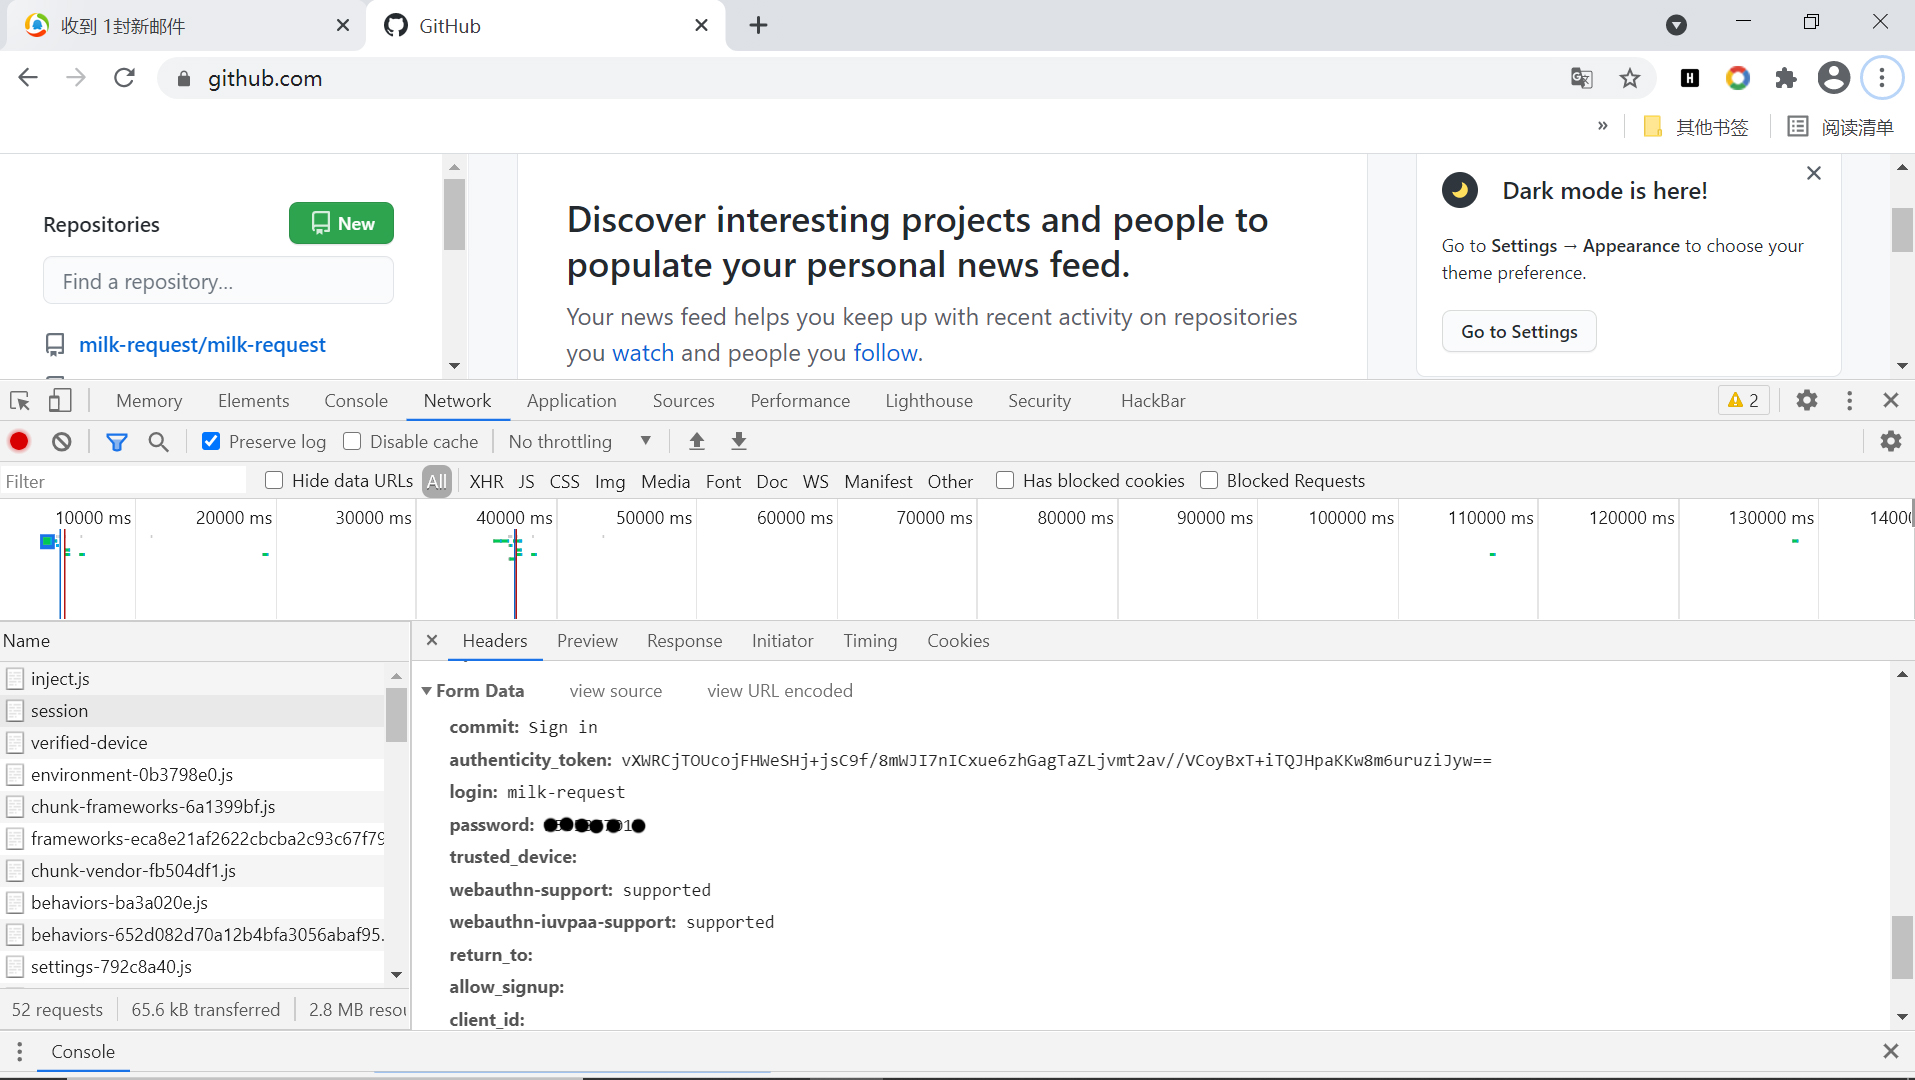 收到 1封新邮件
GitHub
github.com
其他书签
阅读清单
Repositories
New
Find a repository...
milk-request/milk-request
Discover interesting projects and people to
populate your personal news feed.
Your news feed helps you keep up with recent activity on repositories
you watch and people you follow.
Dark mode is here!
Go to Settings → Appearance to choose your
theme preference.
Go to Settings
Memory Elements Console Network Application Sources Performance Lighthouse Security HackBar 2
Preserve log Disable cache No throttling
Filter Hide data URLs All XHR JS CSS Img Media Font Doc WS Manifest Other Has blocked cookies Blocked Requests
10000 ms 20000 ms 30000 ms 40000 ms 50000 ms 60000 ms 70000 ms 80000 ms 90000 ms 100000 ms 110000 ms 120000 ms 130000 ms
Name
inject.js
session
verified-device
environment-0b3798e0.js
chunk-frameworks-6a1399bf.js
frameworks-eca8e21af2622cbcba2c93c67f79
chunk-vendor-fb504df1.js
behaviors-ba3a020e.js
behaviors-652d082d70a12b4bfa3056abaf95.
settings-792c8a40.js
52 requests 65.6 kB transferred 2.8 MB resou
Headers Preview Response Initiator Timing Cookies
Form Data view source view URL encoded
commit: Sign in
authenticity_token: vXWRCjTOUcojFHWeSHj+jsC9f/8mWJI7nICxue6zhGagTaZLjvmt2av//VCoyBxT+iTQJHpaKKw8m6uruziJyw==
login: milk-request
password:
trusted_device:
webauthn-support: supported
webauthn-iuvpaa-support: supported
return_to:
allow_signup:
client_id:
Console